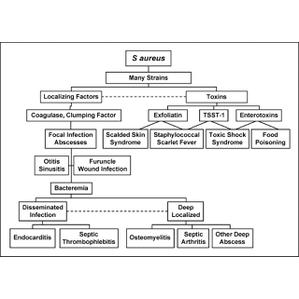 S aureus
Many Strains
Localizing Factors
Toxins
Coagulase, Clumping Factor
Exfoliatin
TSST-1
Enterotoxins
Focal Infection
Abscesses
Scalded Skin
Syndrome
Staphylococcal
Scarlet Fever
Toxic Shock
Syndrome
Food
Poisoning
Otitis
Sinusitis
Furuncle
Wound Infection
Bacteremia
Disseminated
Infection
Deep
Localized
Endocarditis
Septic
Thrombophlebitis
Osteomyelitis
Septic
Arthritis
Other Deep
Abscess